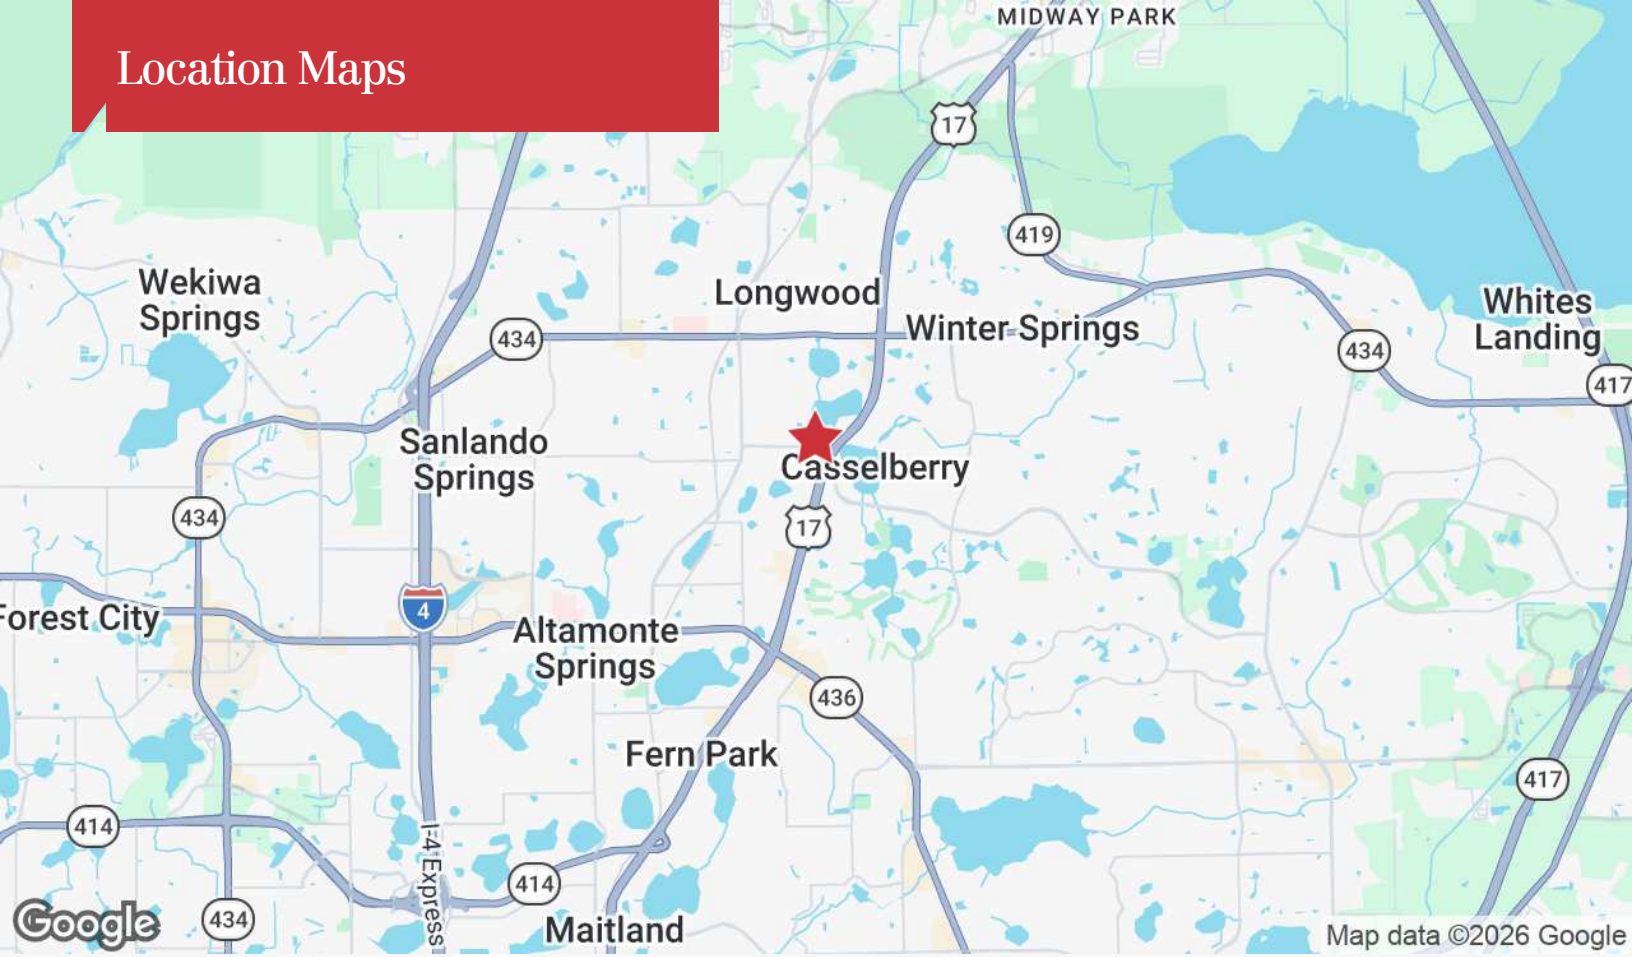 Location Maps
MIDWAY PARK
17
419
Wekiwa
Springs
Longwood
Whites
Landing
434
Winter Springs
434
417
Sanlando
Springs
Casselberry
434
17
4
Forest City
Altamonte
Springs
436
Fern Park
417
414
I-4 Express
414
434
Maitland
Google
Map data ©2026 Google